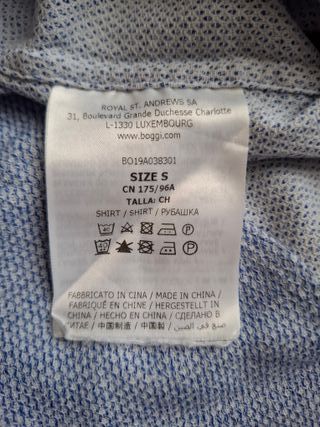 ROYAL ST. ANDREWS SA
31, Boulevard Grande Duchesse Charlotte
L-1330 LUXEMBOURG
www.boggi.com
BO19A038301
SIZE S
CN 175/96A
TALLA: CH
SHIRT / SHIRT / РУБАШКА
FABBRICATO IN CINA / MADE IN CHINA /
FABRIQUÉ EN CHINE / HERGESTELLT IN
CHINA / HECHO EN CHINA / СДЕЛАНО В
КИТАЕ / 中国制造 / 中國製造 / صنع في الصين